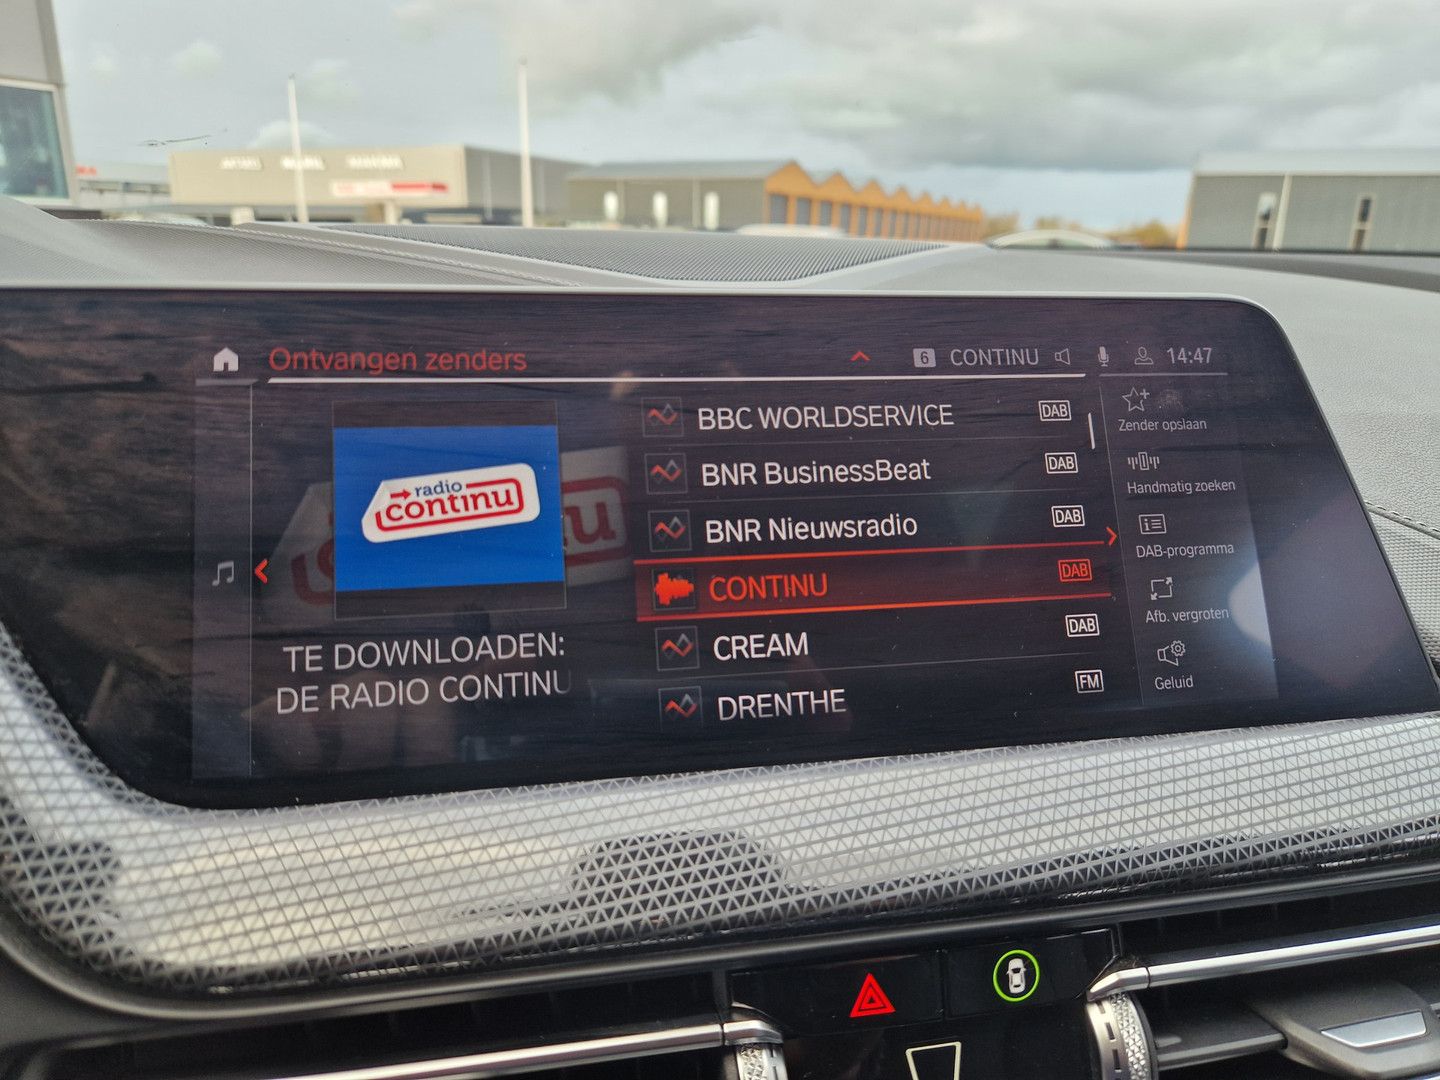 Ontvangen zenders
6 CONTINU
14:47
radio
continu
TE DOWNLOADEN:
DE RADIO CONTINU
BBC WORLDSERVICE DAB
BNR BusinessBeat DAB
BNR Nieuwsradio DAB
CONTINU DAB
CREAM DAB
DRENTHE FM
Zender opslaan
Handmatig zoeken
DAB-programma
Afb. vergroten
Geluid